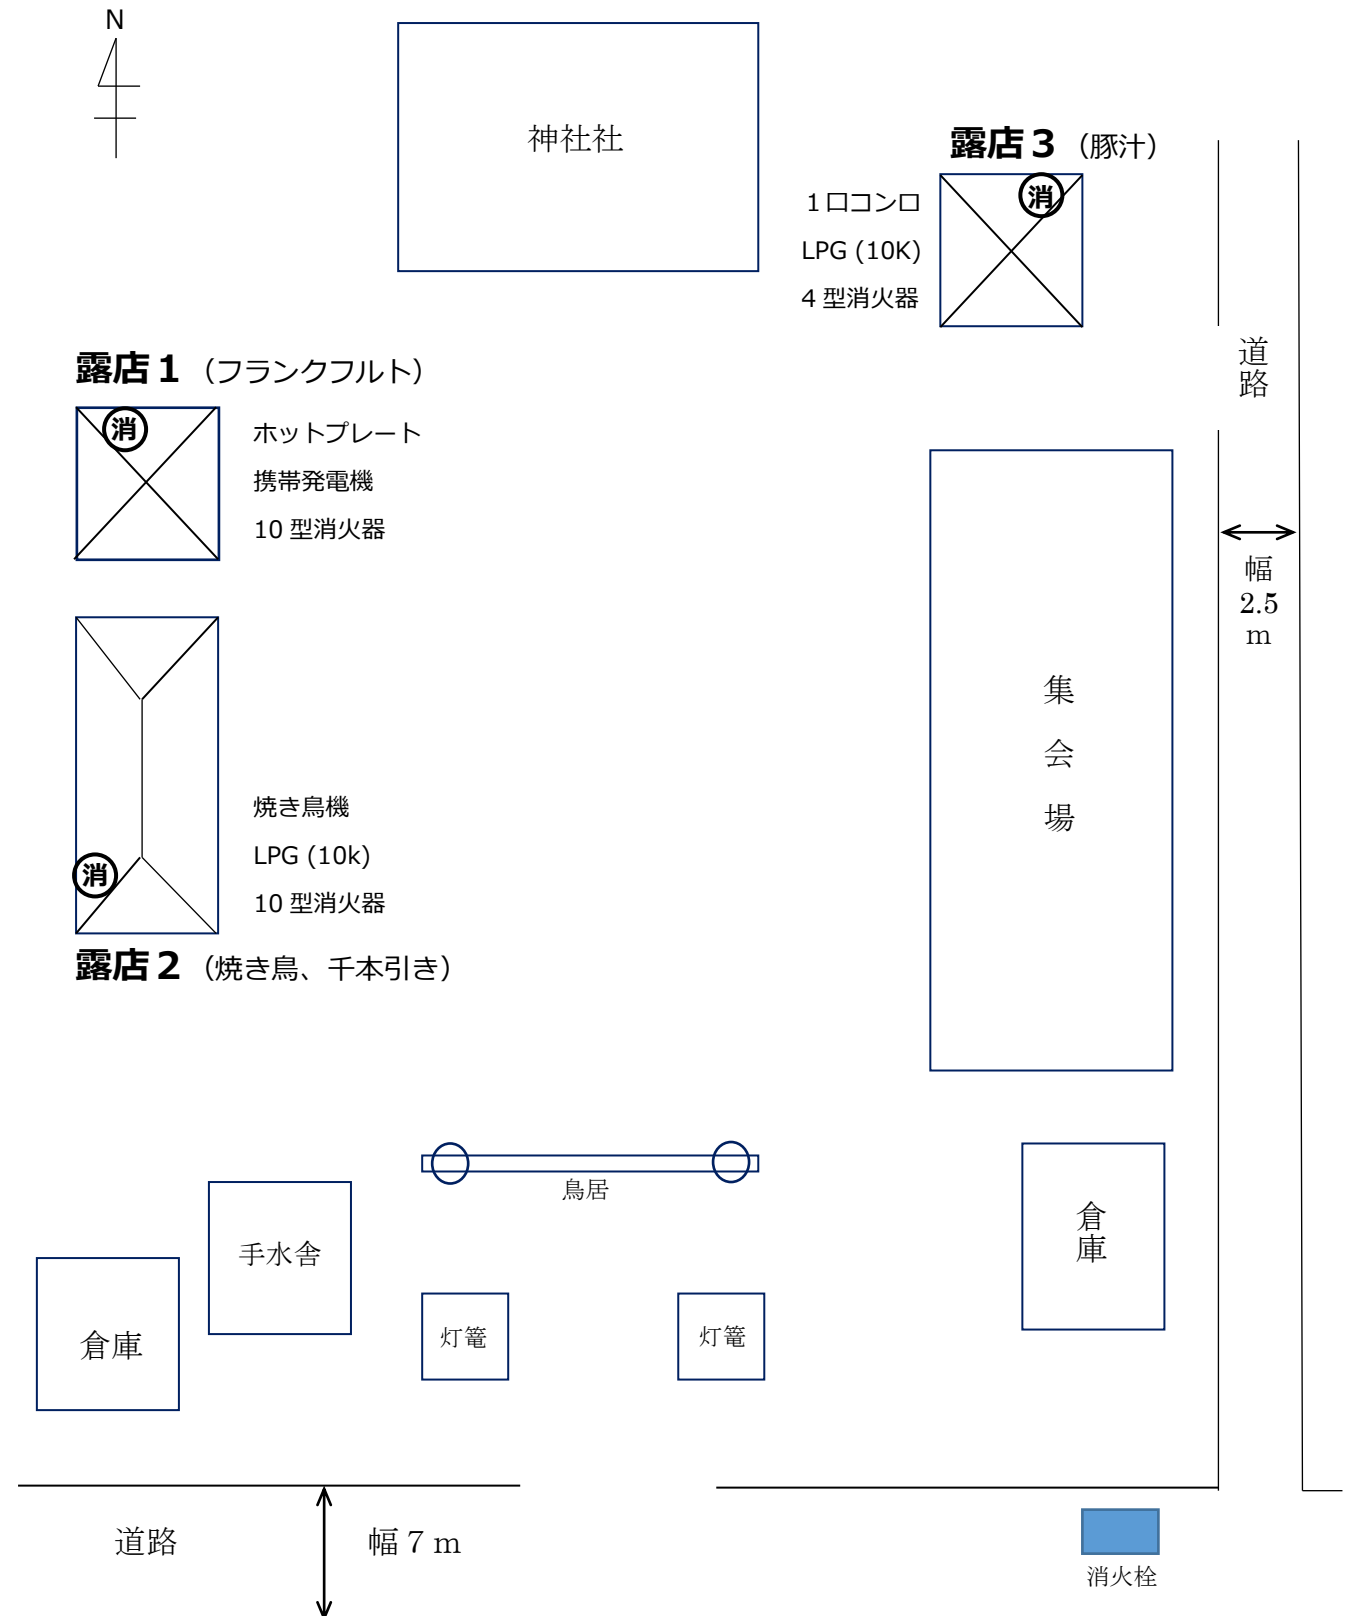 N
神社社
露店３（豚汁）
消
1口コンロ
LPG (10K)
4 型消火器
道路
露店１（フランクフルト）
消
ホットプレート
携帯発電機
10 型消火器
幅
2.5
m
集会場
焼き鳥機
LPG (10k)
10 型消火器
消
露店２（焼き鳥、千本引き）
鳥居
手水舎
倉庫
倉庫
灯篭
灯篭
道路
幅７ｍ
消火栓